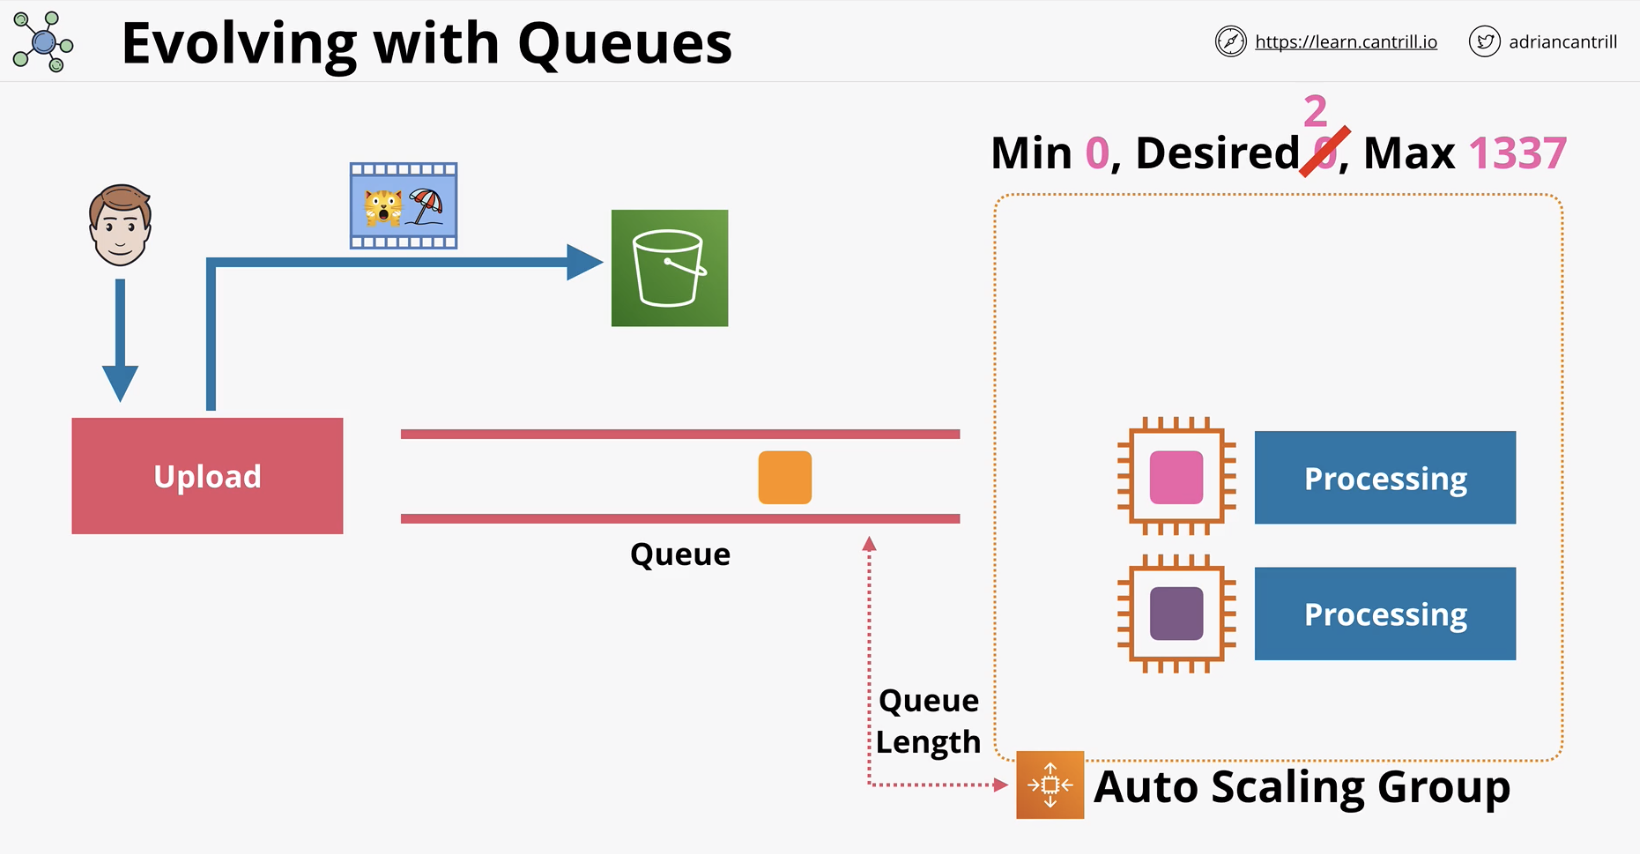 Evolving with Queues
https://learn.cantrill.io
adriancantrill
2
Min 0, Desired 0, Max 1337
Upload
Processing
Queue
Processing
Queue
Length
Auto Scaling Group